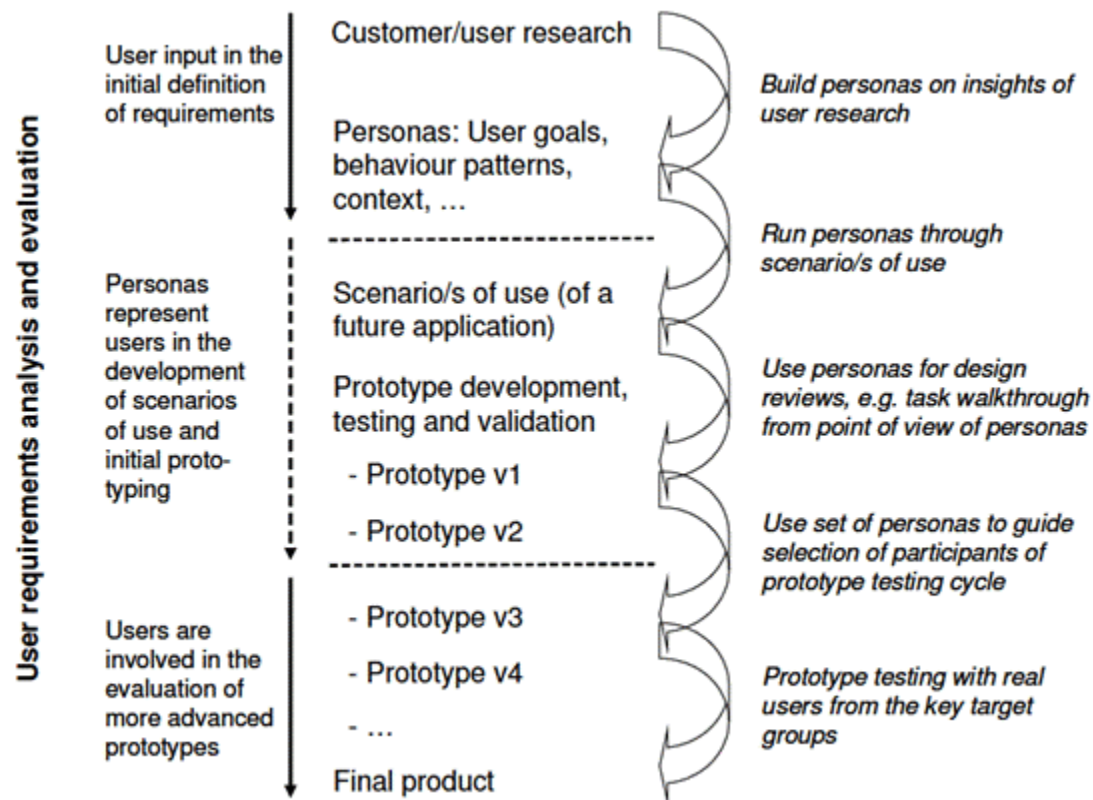 User requirements analysis and evaluation
User input in the
initial definition
of requirements
Personas
represent
users in the
development
of scenarios
of use and
initial proto-
typing
Users are
involved in the
evaluation of
more advanced
prototypes
Customer/user research
Personas: User goals,
behaviour patterns,
context, ...
Scenario/s of use (of a
future application)
Prototype development,
testing and validation
- Prototype v1
- Prototype v2
- Prototype v3
- Prototype v4
- ...
Final product
Build personas on insights of
user research
Run personas through
scenario/s of use
Use personas for design
reviews, e.g. task walkthrough
from point of view of personas
Use set of personas to guide
selection of participants of
prototype testing cycle
Prototype testing with real
users from the key target
groups